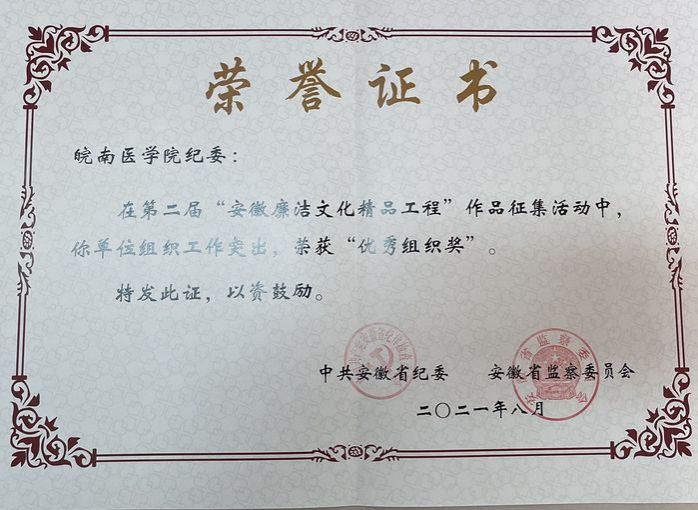 荣誉证书
皖南医学院纪委：
在第二届“安徽廉洁文化精品工程”作品征集活动中，
你单位组织工作突出，荣获“优秀组织奖”。
特发此证，以资鼓励。
中共安徽省纪委 安徽省监察委员会
二〇二一年八月